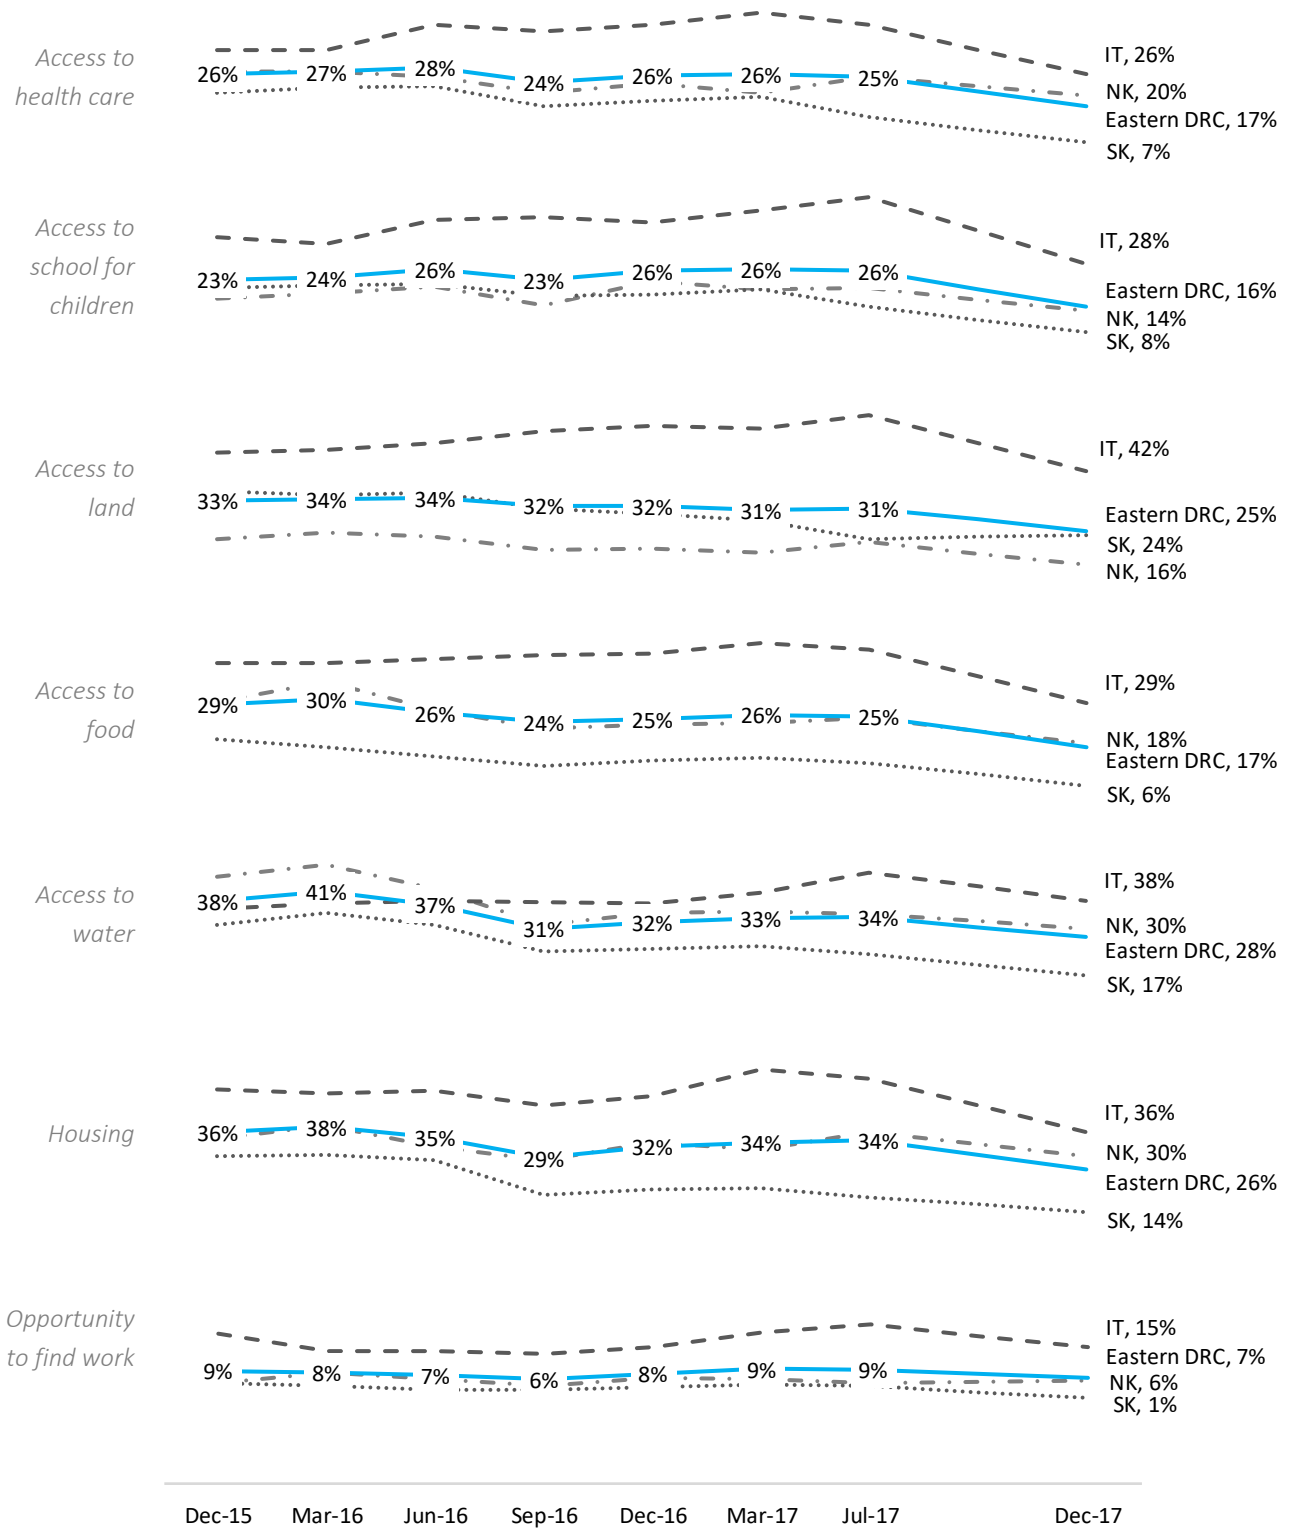 Access to
health care
26%
27%
28%
24%
26%
26%
25%
IT, 26%
NK, 20%
Eastern DRC, 17%
SK, 7%
Access to
school for
children
23%
24%
26%
23%
26%
26%
26%
IT, 28%
Eastern DRC, 16%
NK, 14%
SK, 8%
Access to
land
33%
34%
34%
32%
32%
31%
31%
IT, 42%
Eastern DRC, 25%
SK, 24%
NK, 16%
Access to
food
29%
30%
26%
24%
25%
26%
25%
IT, 29%
NK, 18%
Eastern DRC, 17%
SK, 6%
Access to
water
38%
41%
37%
31%
32%
33%
34%
IT, 38%
NK, 30%
Eastern DRC, 28%
SK, 17%
Housing
36%
38%
35%
29%
32%
34%
34%
IT, 36%
NK, 30%
Eastern DRC, 26%
SK, 14%
Opportunity
to find work
9%
8%
7%
6%
8%
9%
9%
IT, 15%
Eastern DRC, 7%
NK, 6%
SK, 1%
Dec-15 Mar-16 Jun-16 Sep-16 Dec-16 Mar-17 Jul-17 Dec-17